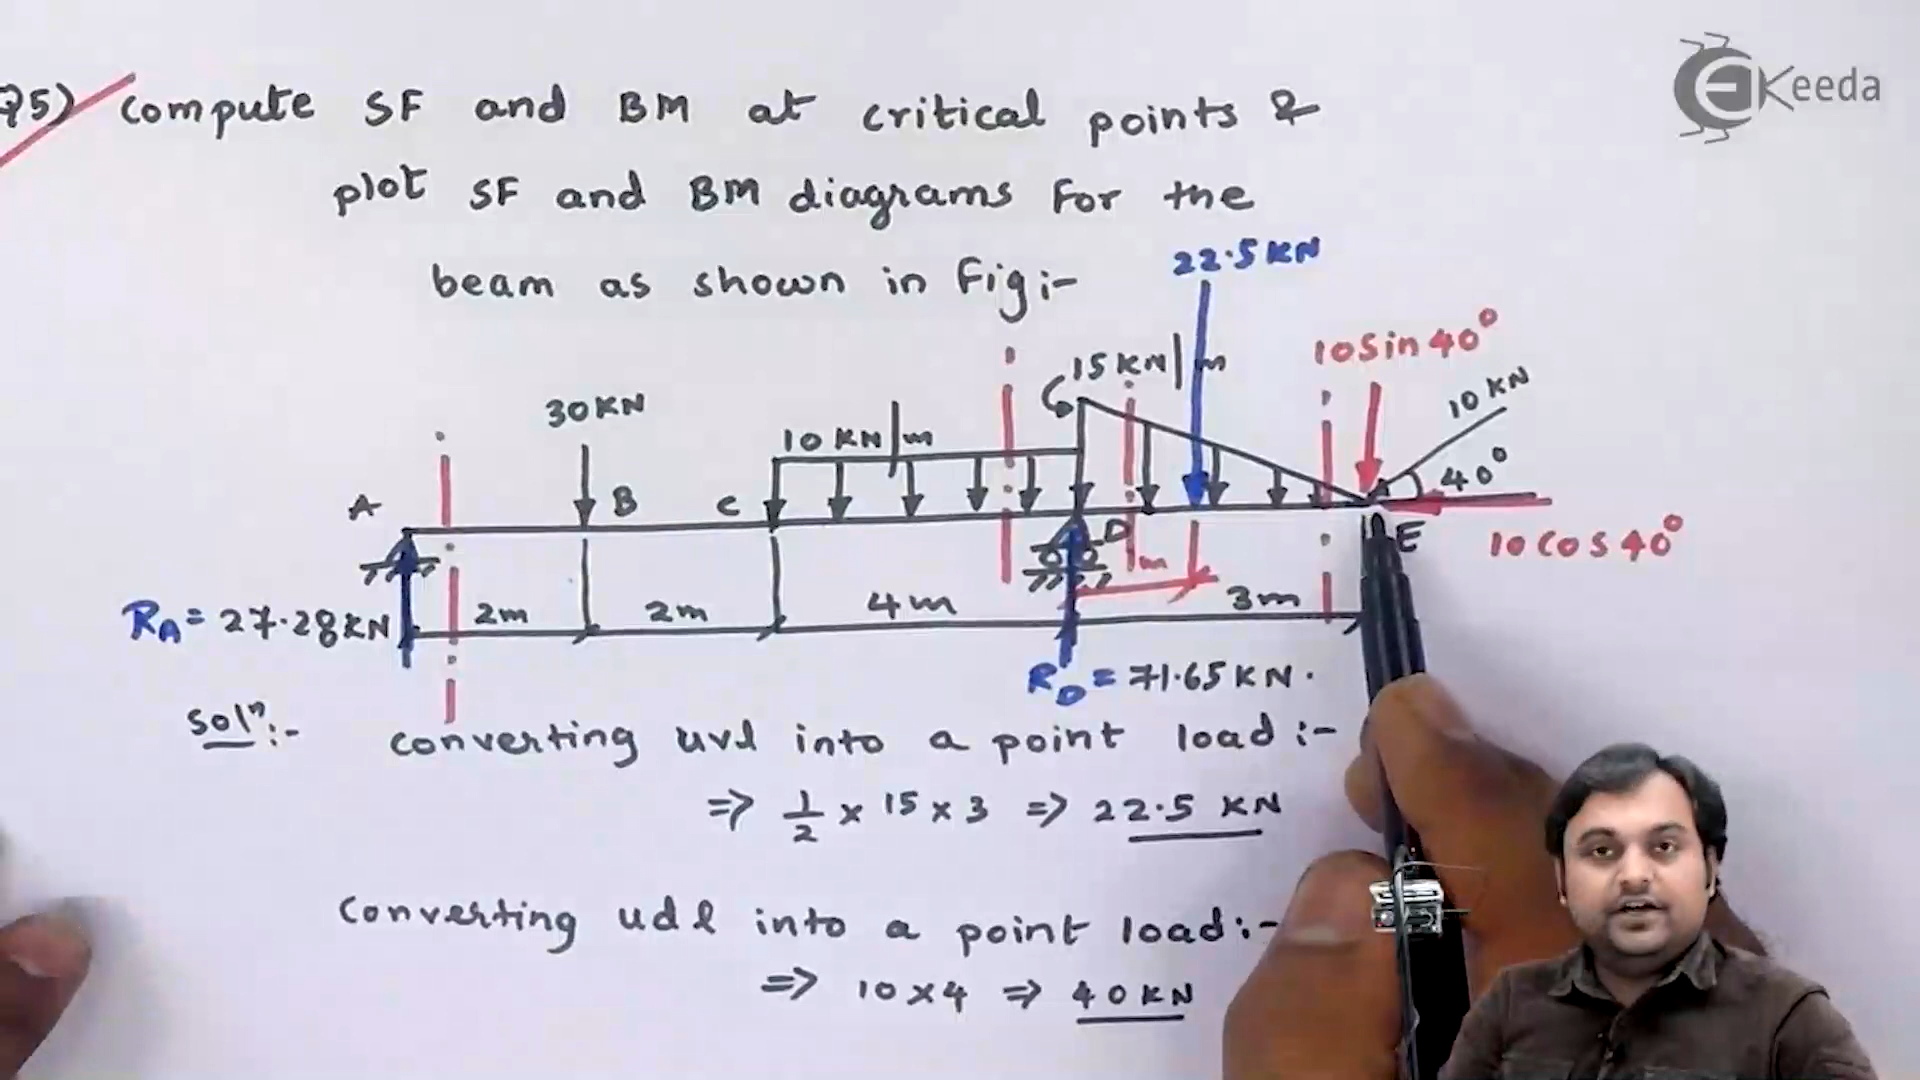 Q5) Compute SF and BM at critical points &
plot SF and BM diagrams For the
beam as shown in Fig:-
Keeda
22.5 KN
10 sin 40°
15 KN/m
10 KN
30 KN
10 KN/m
40°
A
B
C
D
E
10 cos 40°
1m
2m
2m
4m
3m
RA = 27.28 KN
RD = 71.65 KN.
Solⁿ:-
converting uvl into a point load :-
=> 1/2 x 15 x 3 => 22.5 KN
Converting udl into a point load:-
=> 10 x 4 => 40 KN